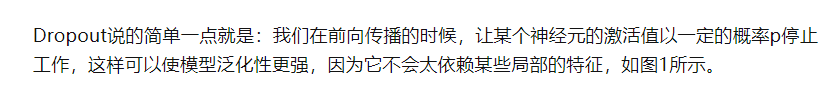 Dropout说的简单一点就是：我们在前向传播的时候，让某个神经元的激活值以一定的概率p停止
工作，这样可以使模型泛化性更强，因为它不会太依赖某些局部的特征，如图1所示。